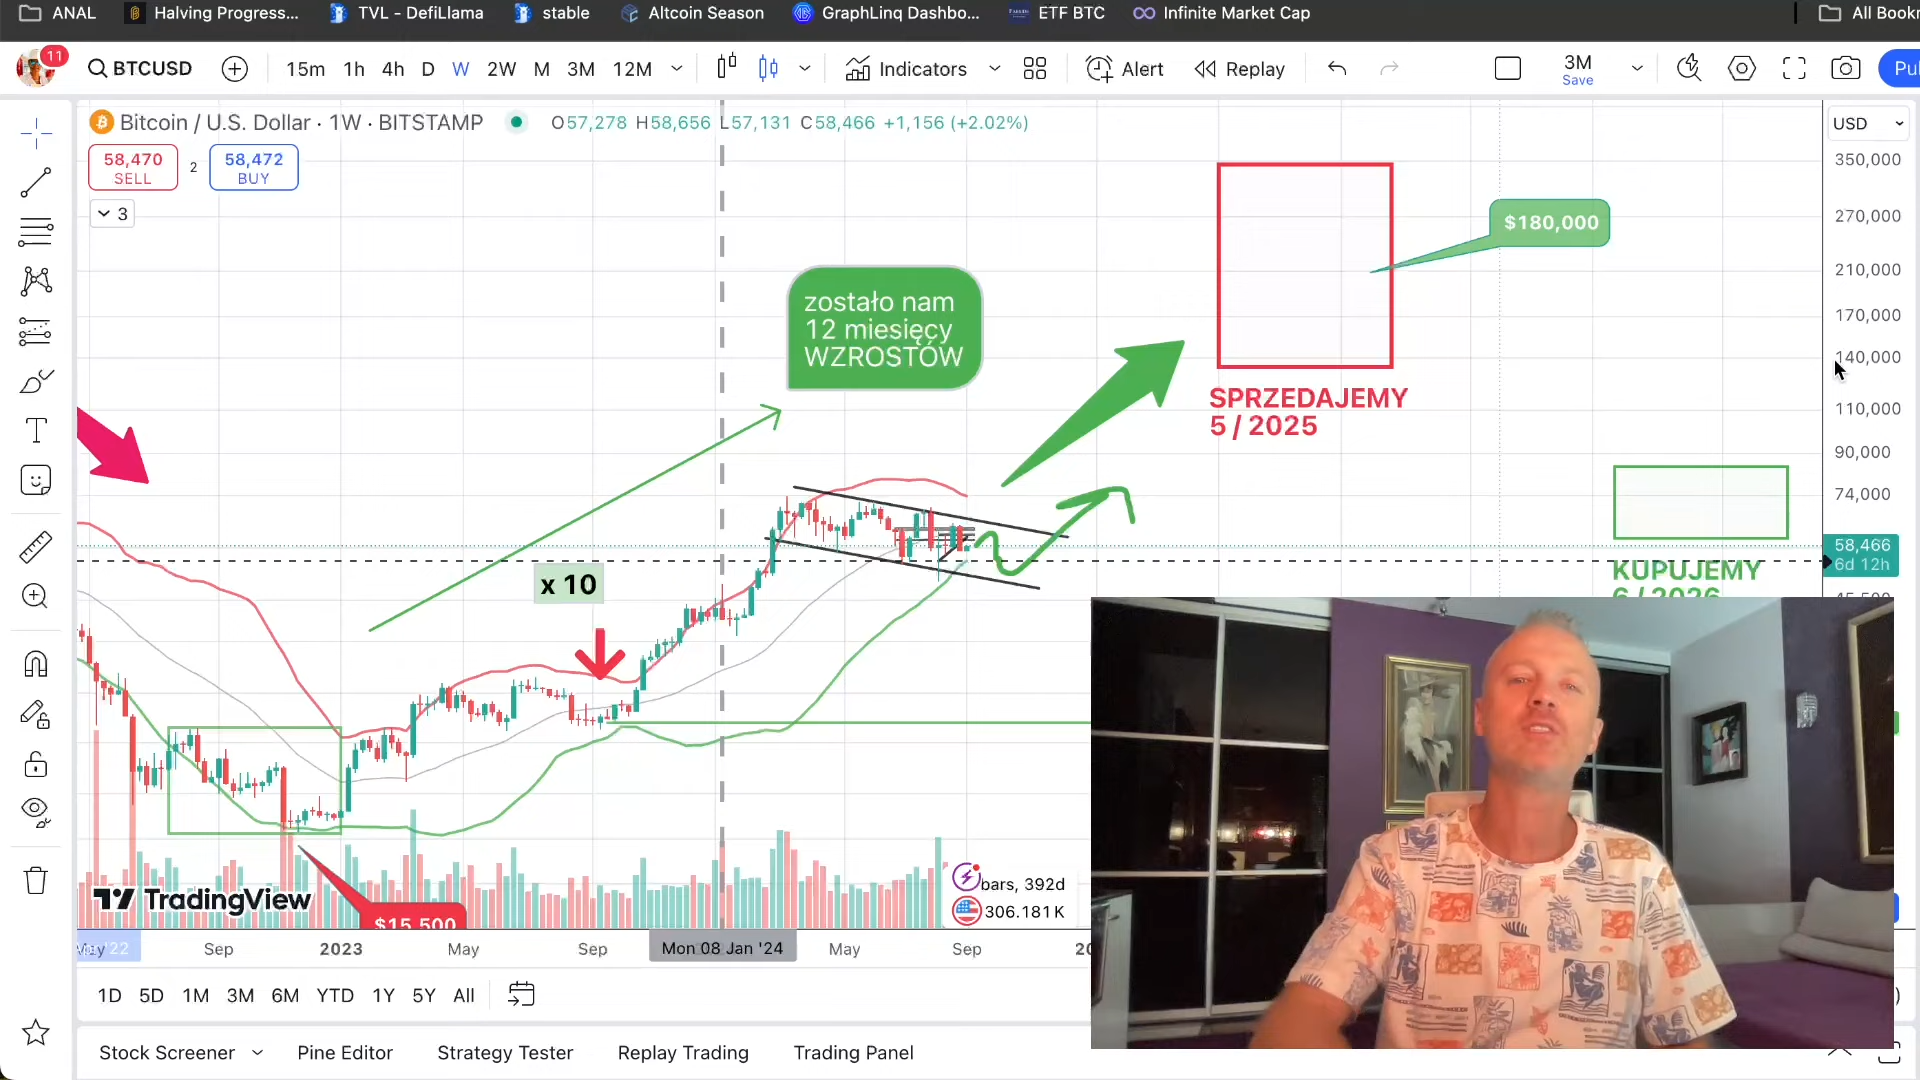 ANAL Halving Progress... TVL - DefiLlama stable Altcoin Season GraphLinq Dashbo... ETF BTC Infinite Market Cap All Bookr
11
BTCUSD 15m 1h 4h D W 2W M 3M 12M Indicators Alert Replay 3M Save Pul
Bitcoin / U.S. Dollar · 1W · BITSTAMP O57,278 H58,656 L57,131 C58,466 +1,156 (+2.02%)
USD
58,470 SELL 2 58,472 BUY
3
350,000
270,000
210,000
170,000
140,000
110,000
90,000
74,000
58,466
6d 12h
$180,000
zostało nam
12 miesięcy
WZROSTÓW
SPRZEDAJEMY
5 / 2025
x 10
KUPUJEMY
6 / 2026
$15,500
TradingView
bars, 392d
306.181K
Sep 2023 May Sep Mon 08 Jan '24 May Sep
1D 5D 1M 3M 6M YTD 1Y 5Y All
Stock Screener Pine Editor Strategy Tester Replay Trading Trading Panel